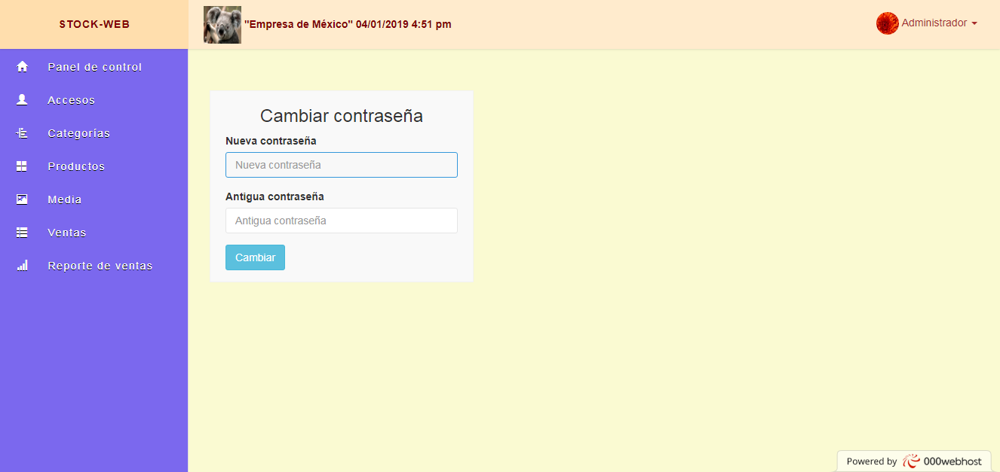 STOCK-WEB
"Empresa de México" 04/01/2019 4:51 pm
Administrador
Panel de control
Accesos
Categorías
Productos
Media
Ventas
Reporte de ventas
Cambiar contraseña
Nueva contraseña
Nueva contraseña
Antigua contraseña
Antigua contraseña
Cambiar
Powered by 000webhost